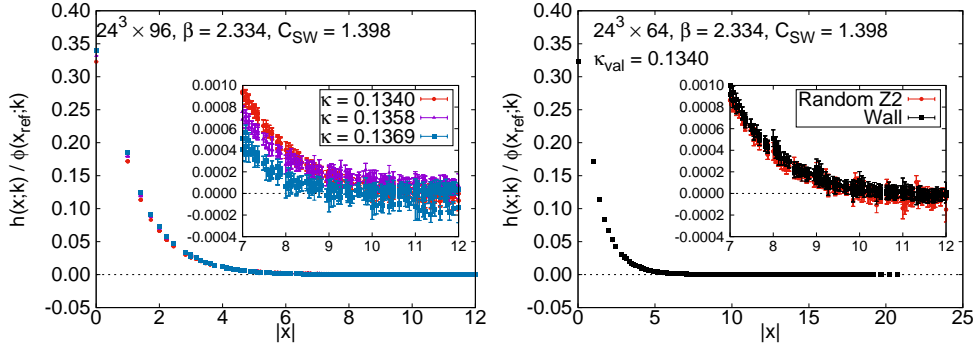 24³ × 96, β = 2.334, C_SW = 1.398
h(x;k) / ϕ(x_ref;k)
0.40
0.35
0.30
0.25
0.20
0.15
0.10
0.05
0.00
-0.05
0.0010
0.0008
0.0006
0.0004
0.0002
0.0000
-0.0002
-0.0004
κ = 0.1340
κ = 0.1358
κ = 0.1369
7 8 9 10 11 12
0 2 4 6 8 10 12
|x|
24³ × 64, β = 2.334, C_SW = 1.398
κ_val = 0.1340
h(x;k) / ϕ(x_ref;k)
0.40
0.35
0.30
0.25
0.20
0.15
0.10
0.05
0.00
-0.05
0.0010
0.0008
0.0006
0.0004
0.0002
0.0000
-0.0002
-0.0004
Random Z2
Wall
7 8 9 10 11 12
0 5 10 15 20 25
|x|